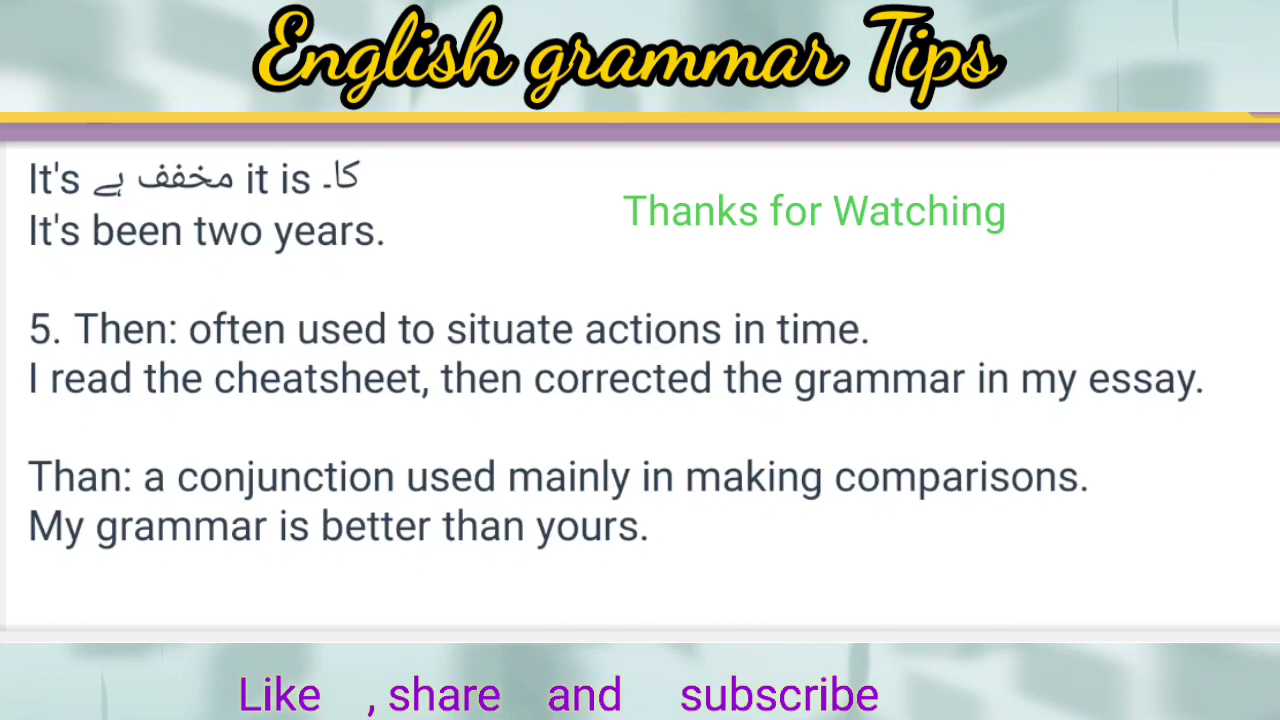 English grammar Tips
It's مخفف ہے it is کا۔
It's been two years.
Thanks for Watching
5. Then: often used to situate actions in time.
I read the cheatsheet, then corrected the grammar in my essay.
Than: a conjunction used mainly in making comparisons.
My grammar is better than yours.
Like , share and subscribe